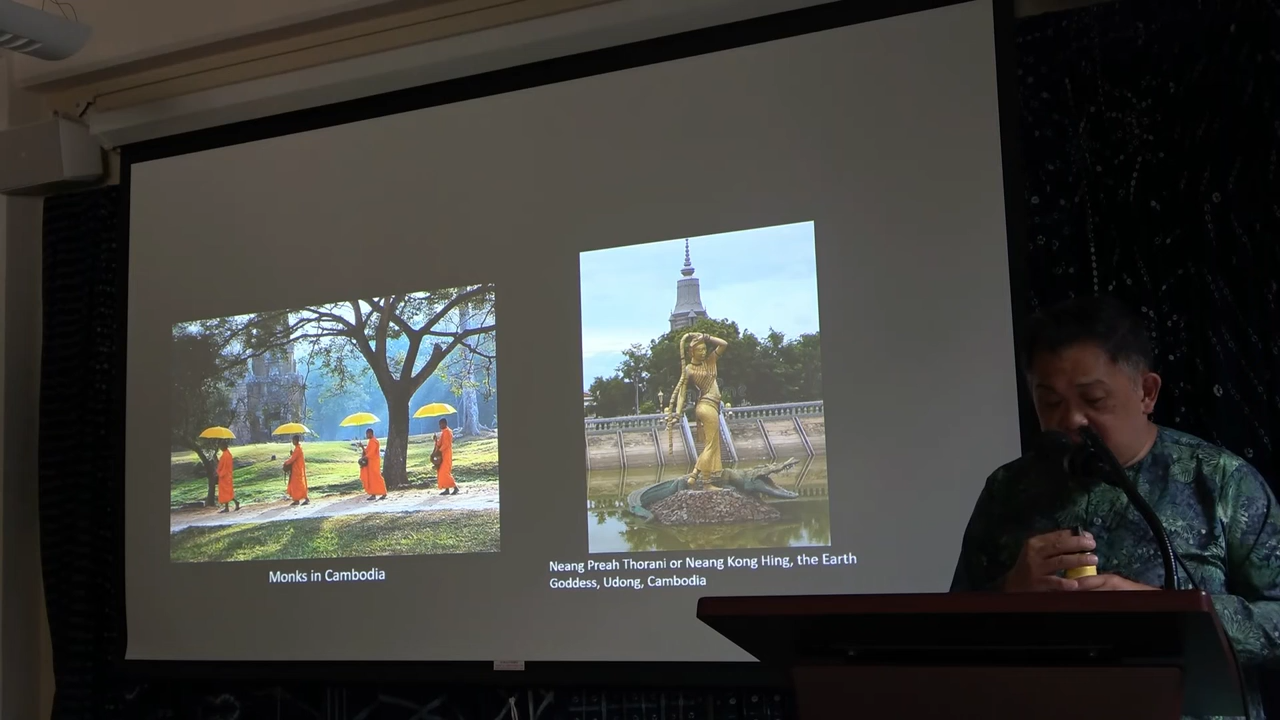 Monks in Cambodia
Neang Preah Thorani or Neang Kong Hing, the Earth
Goddess, Udong, Cambodia